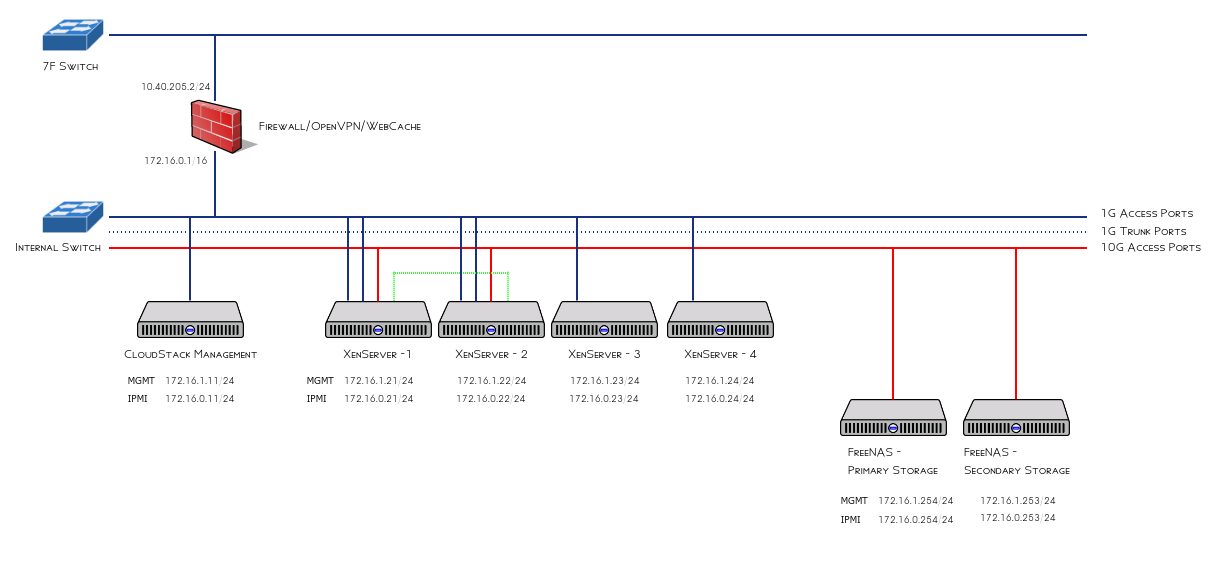 7F Switch
10.40.205.2/24
Firewall/OpenVPN/WebCache
172.16.0.1/16
1G Access Ports
1G Trunk Ports
Internal Switch
10G Access Ports
CloudStack Management
XenServer -1
XenServer - 2
XenServer - 3
XenServer - 4
MGMT 172.16.1.11/24
MGMT 172.16.1.21/24
172.16.1.22/24
172.16.1.23/24
172.16.1.24/24
IPMI 172.16.0.11/24
IPMI 172.16.0.21/24
172.16.0.22/24
172.16.0.23/24
172.16.0.24/24
FreeNAS -
Primary Storage
FreeNAS -
Secondary Storage
MGMT 172.16.1.254/24
172.16.1.253/24
IPMI 172.16.0.254/24
172.16.0.253/24